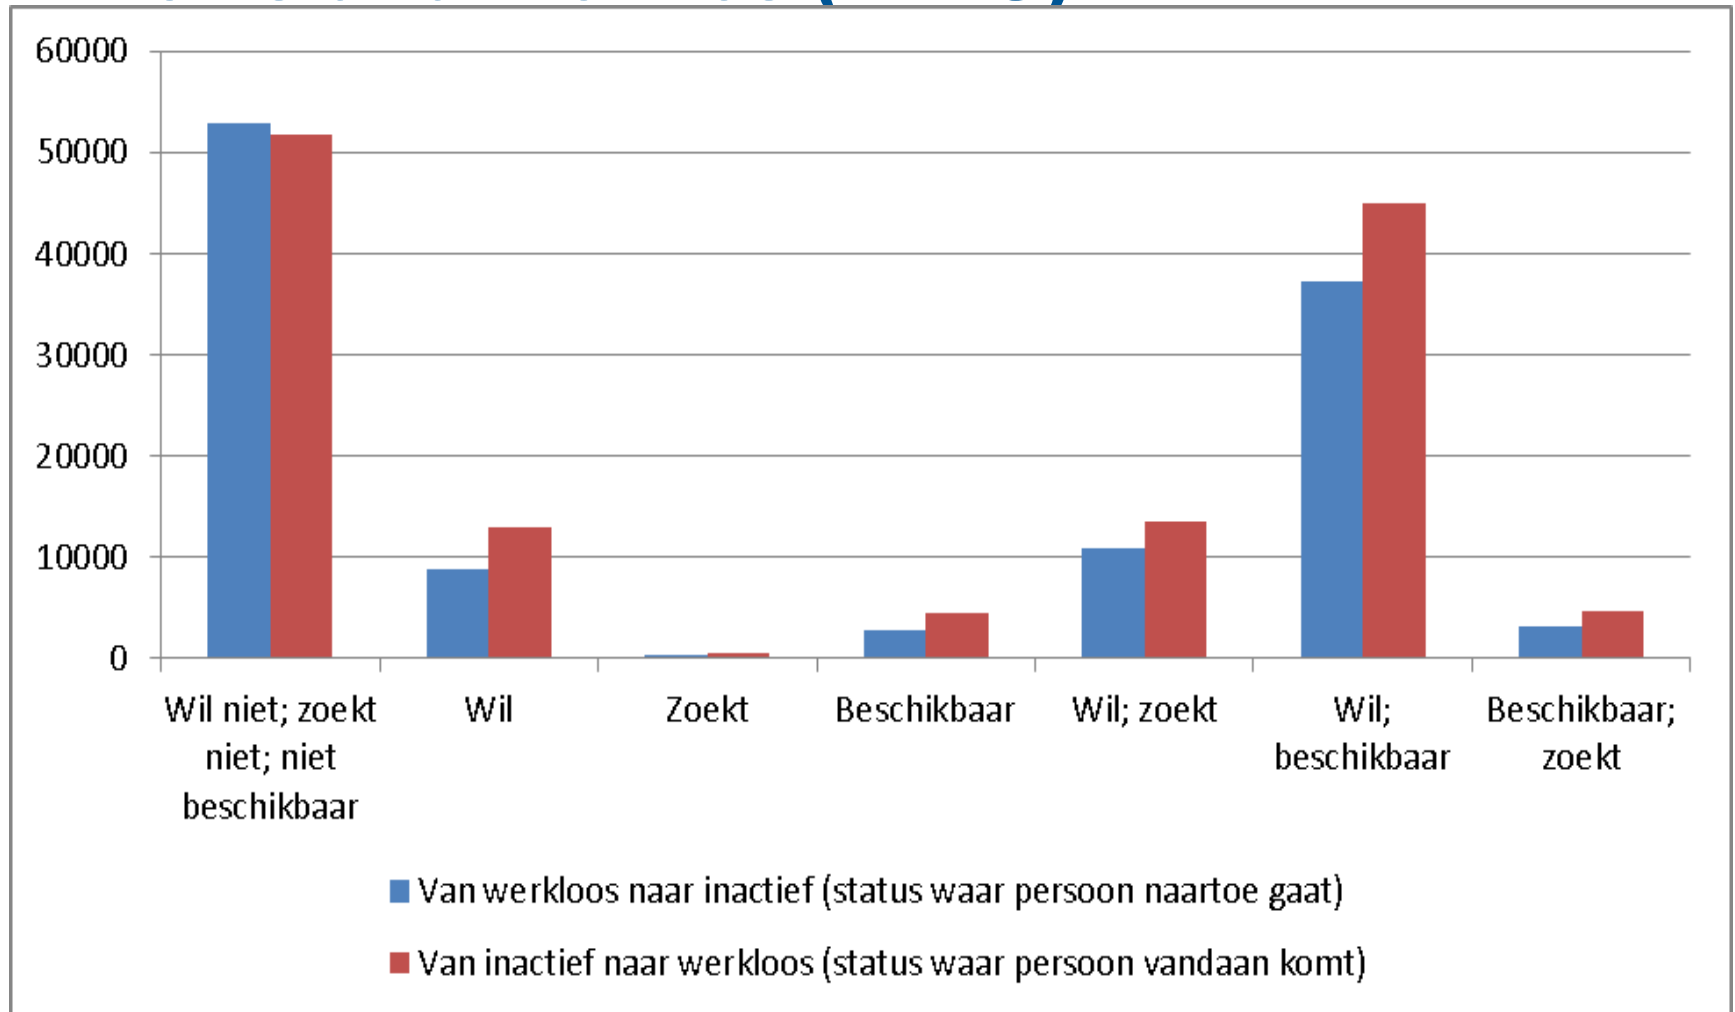 60000
50000
40000
30000
20000
10000
0
Wil niet; zoekt
niet; niet
beschikbaar
Wil
Zoekt
Beschikbaar
Wil; zoekt
Wil;
beschikbaar
Beschikbaar;
zoekt
Van werkloos naar inactief (status waar persoon naartoe gaat)
Van inactief naar werkloos (status waar persoon vandaan komt)